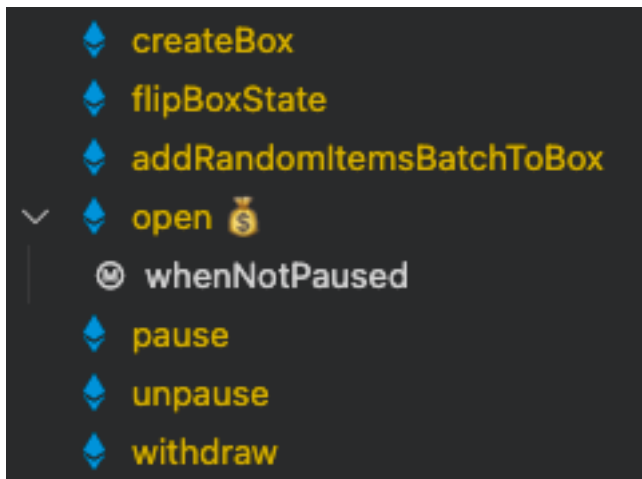 createBox
flipBoxState
addRandomItemsBatchToBox
open 💰
whenNotPaused
pause
unpause
withdraw